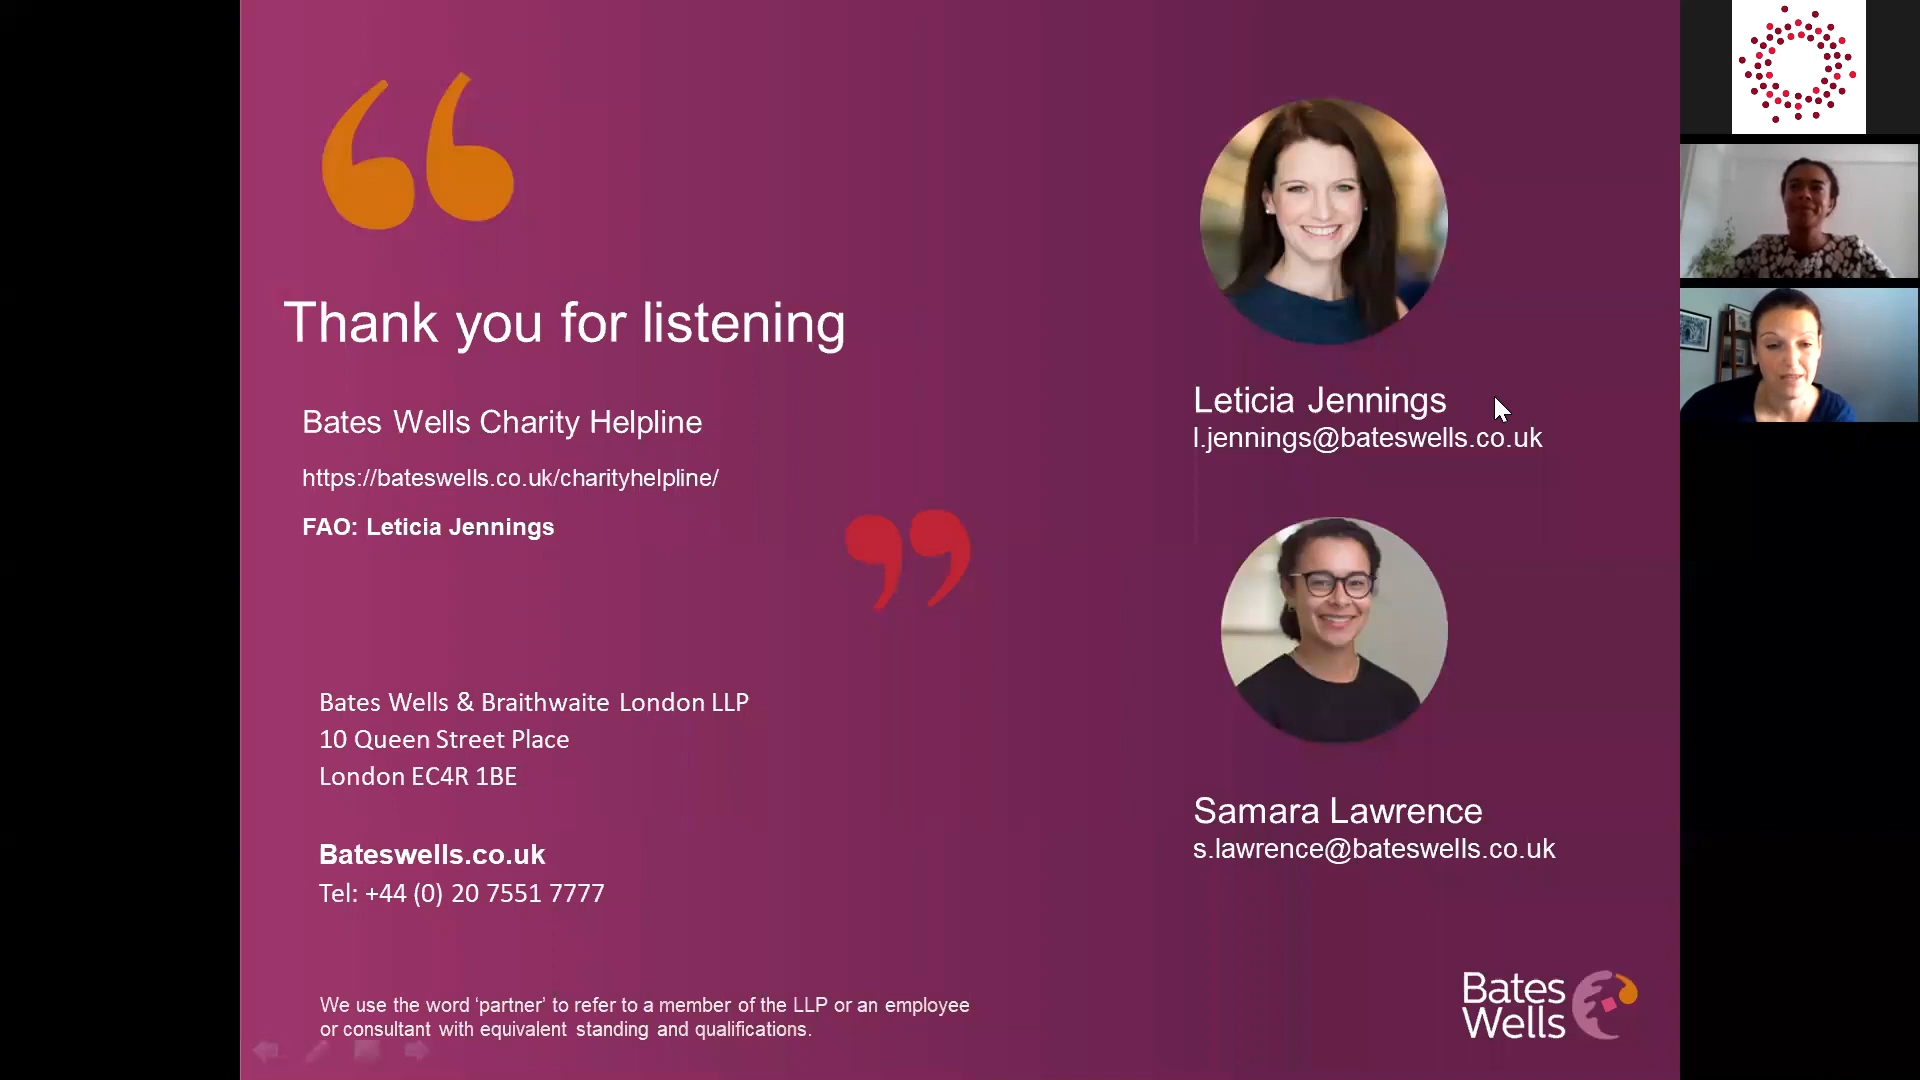 Thank you for listening
Bates Wells Charity Helpline
https://bateswells.co.uk/charityhelpline/
FAO: Leticia Jennings
Bates Wells & Braithwaite London LLP
10 Queen Street Place
London EC4R 1BE
Bateswells.co.uk
Tel: +44 (0) 20 7551 7777
We use the word ‘partner’ to refer to a member of the LLP or an employee
or consultant with equivalent standing and qualifications.
Leticia Jennings
l.jennings@bateswells.co.uk
Samara Lawrence
s.lawrence@bateswells.co.uk
Bates
Wells